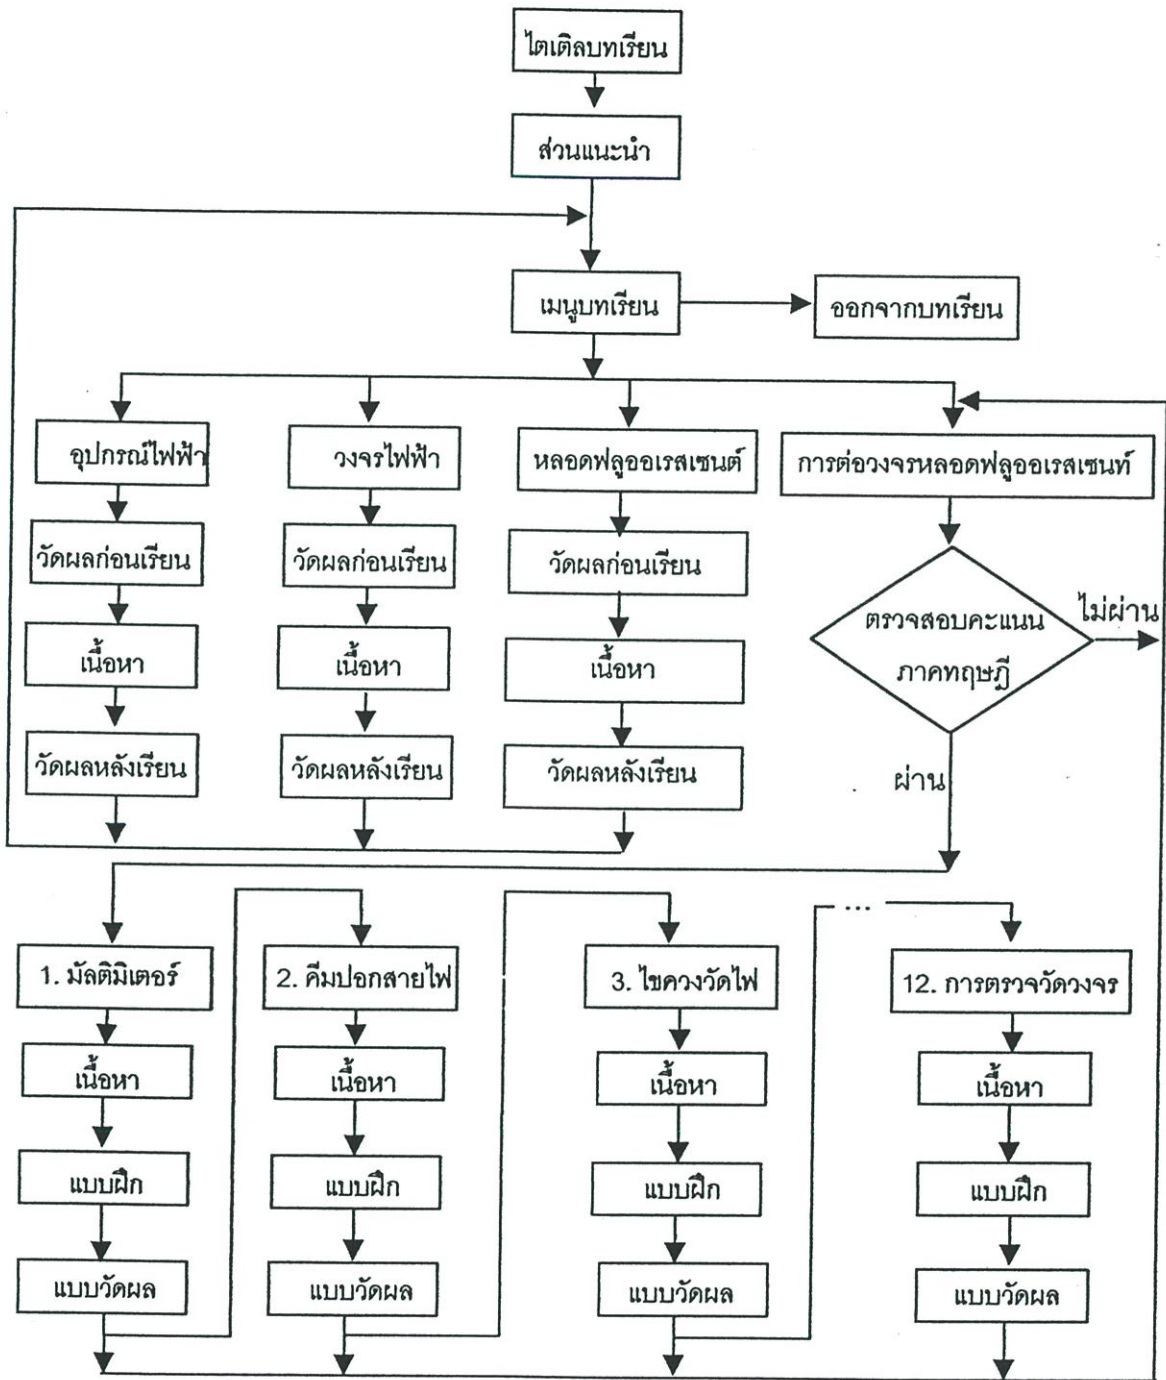 ไตเติลบทเรียน
ส่วนแนะนำ
เมนูบทเรียน
ออกจากบทเรียน
อุปกรณ์ไฟฟ้า
วงจรไฟฟ้า
หลอดฟลูออเรสเซนต์
การต่อวงจรหลอดฟลูออเรสเซนท์
วัดผลก่อนเรียน
วัดผลก่อนเรียน
วัดผลก่อนเรียน
ตรวจสอบคะแนน
ภาคทฤษฎี
ไม่ผ่าน
เนื้อหา
เนื้อหา
เนื้อหา
วัดผลหลังเรียน
วัดผลหลังเรียน
วัดผลหลังเรียน
ผ่าน
...
1. มัลติมิเตอร์
2. คีมปอกสายไฟ
3. ไขควงวัดไฟ
12. การตรวจวัดวงจร
เนื้อหา
เนื้อหา
เนื้อหา
เนื้อหา
แบบฝึก
แบบฝึก
แบบฝึก
แบบฝึก
แบบวัดผล
แบบวัดผล
แบบวัดผล
แบบวัดผล